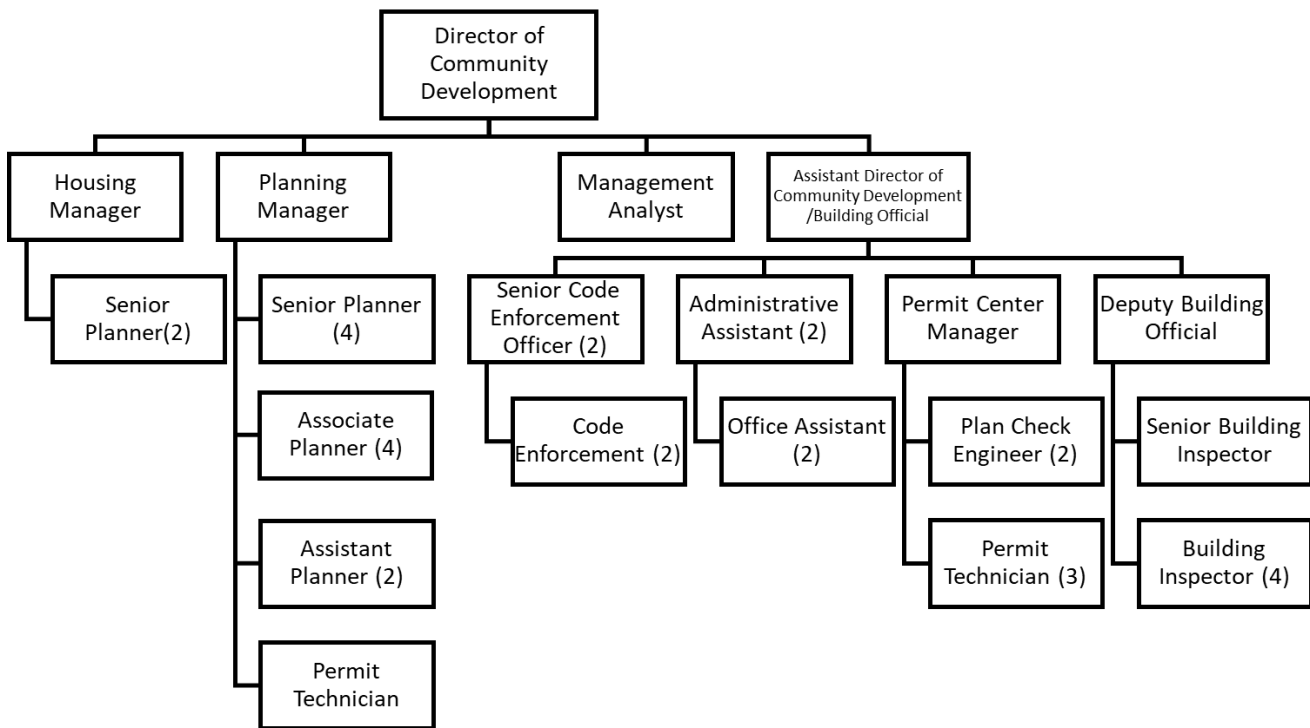 Director of
Community
Development
Housing
Manager
Planning
Manager
Management
Analyst
Assistant Director of
Community Development
/Building Official
Senior
Planner(2)
Senior Planner
(4)
Associate
Planner (4)
Assistant
Planner (2)
Permit
Technician
Senior Code
Enforcement
Officer (2)
Code
Enforcement (2)
Administrative
Assistant (2)
Office Assistant
(2)
Permit Center
Manager
Plan Check
Engineer (2)
Permit
Technician (3)
Deputy Building
Official
Senior Building
Inspector
Building
Inspector (4)